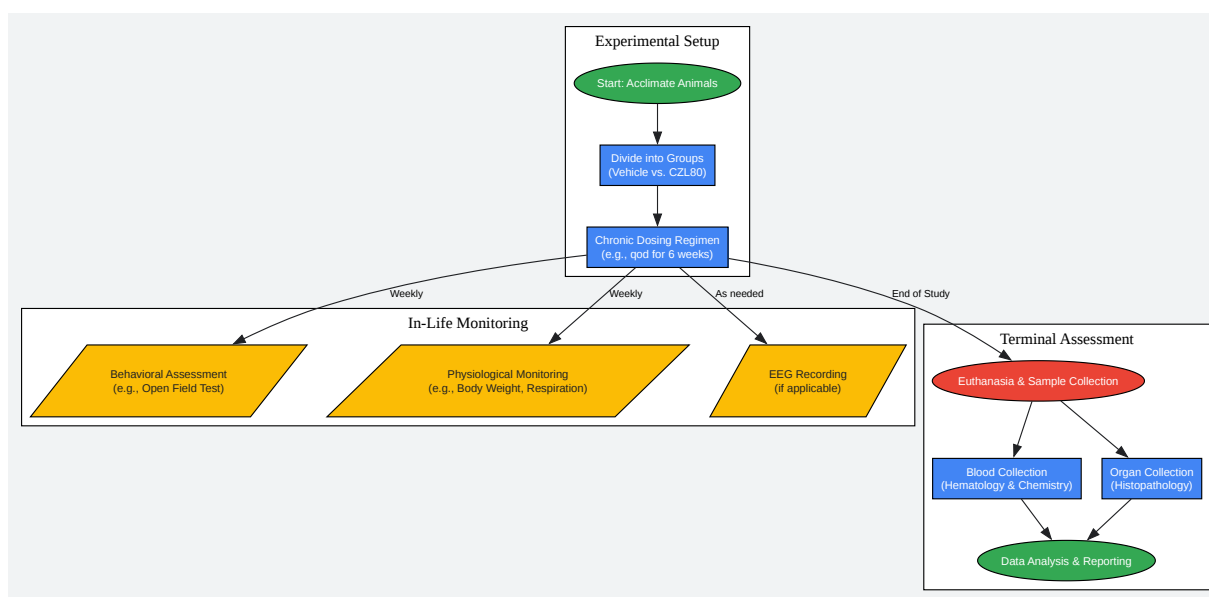 Experimental Setup
Start: Acclimate Animals
Divide into Groups
(Vehicle vs. CZL80)
Chronic Dosing Regimen
(e.g., qod for 6 weeks)
Weekly
Weekly
As needed
End of Study
In-Life Monitoring
Behavioral Assessment
(e.g., Open Field Test)
Physiological Monitoring
(e.g., Body Weight, Respiration)
EEG Recording
(if applicable)
Terminal Assessment
Euthanasia & Sample Collection
Blood Collection
(Hematology & Chemistry)
Organ Collection
(Histopathology)
Data Analysis & Reporting